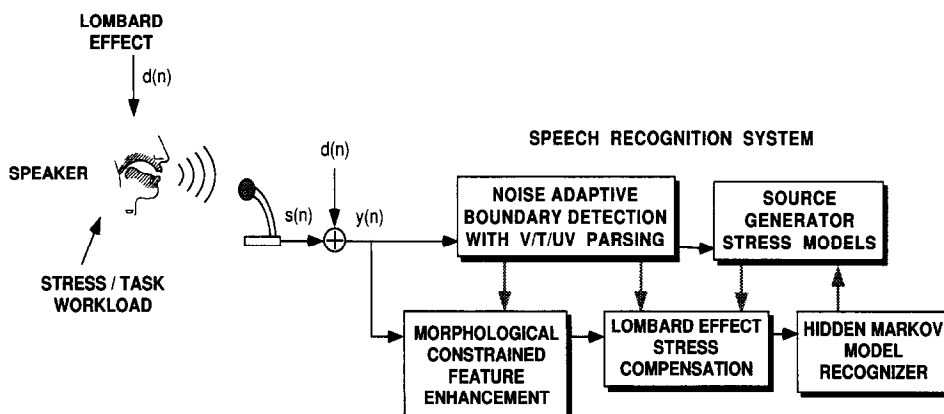 LOMBARD
EFFECT
d(n)
SPEAKER
STRESS / TASK
WORKLOAD
d(n)
s(n)
y(n)
SPEECH RECOGNITION SYSTEM
NOISE ADAPTIVE
BOUNDARY DETECTION
WITH V/T/UV PARSING
SOURCE
GENERATOR
STRESS MODELS
MORPHOLOGICAL
CONSTRAINED
FEATURE
ENHANCEMENT
LOMBARD EFFECT
STRESS
COMPENSATION
HIDDEN MARKOV
MODEL
RECOGNIZER